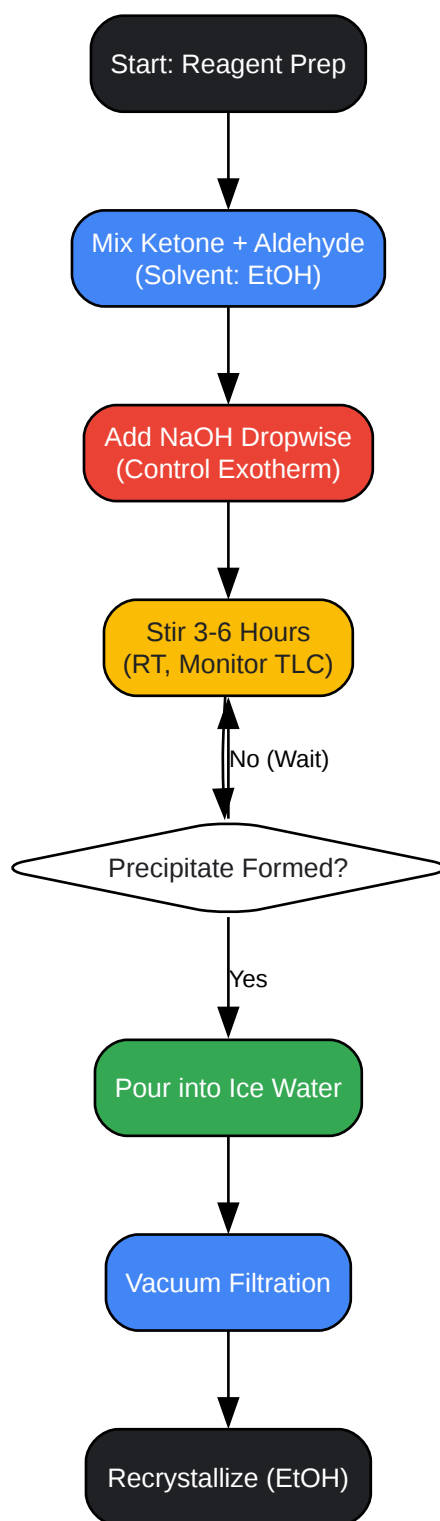 Start: Reagent Prep
Mix Ketone + Aldehyde
(Solvent: EtOH)
Add NaOH Dropwise
(Control Exotherm)
Stir 3-6 Hours
(RT, Monitor TLC)
No (Wait)
Precipitate Formed?
Yes
Pour into Ice Water
Vacuum Filtration
Recrystallize (EtOH)